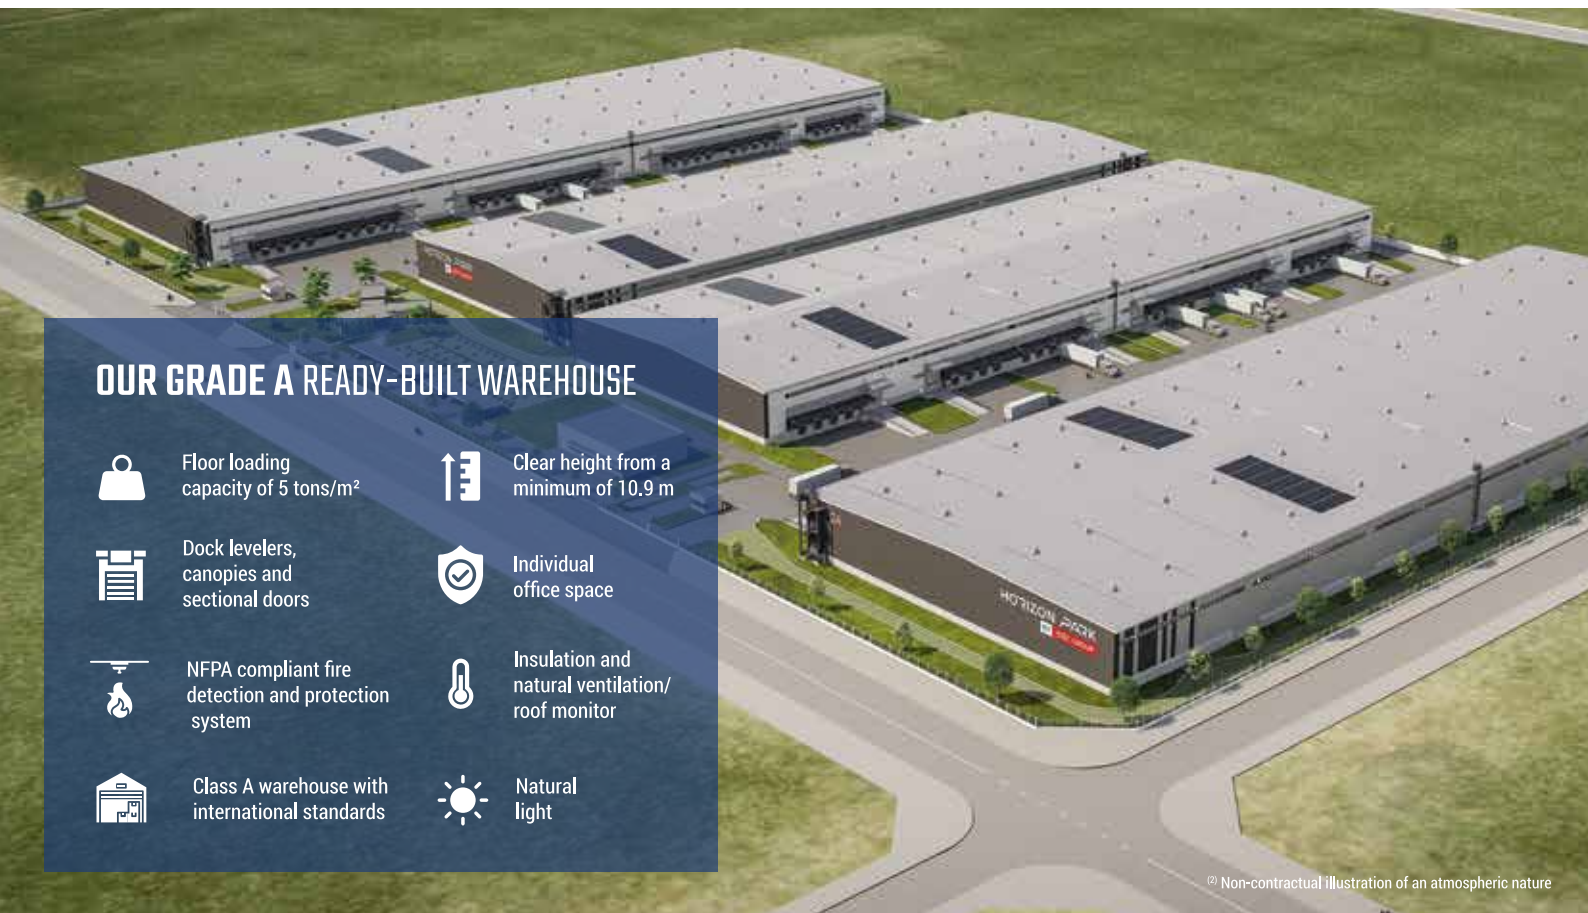 OUR GRADE A READY-BUILT WAREHOUSE
Floor loading
capacity of 5 tons/m²
Clear height from a
minimum of 10.9 m
Dock levelers,
canopies and
sectional doors
Individual
office space
NFPA compliant fire
detection and protection
system
Insulation and
natural ventilation/
roof monitor
Class A warehouse with
international standards
Natural
light
HORIZON PARK
(2) Non-contractual illustration of an atmospheric nature